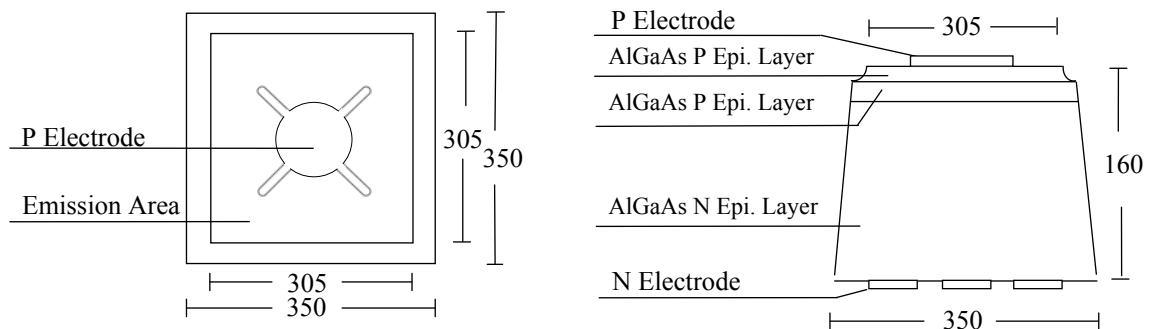 P Electrode
Emission Area
305
350
305
350
P Electrode
AlGaAs P Epi. Layer
AlGaAs P Epi. Layer
AlGaAs N Epi. Layer
N Electrode
305
160
350